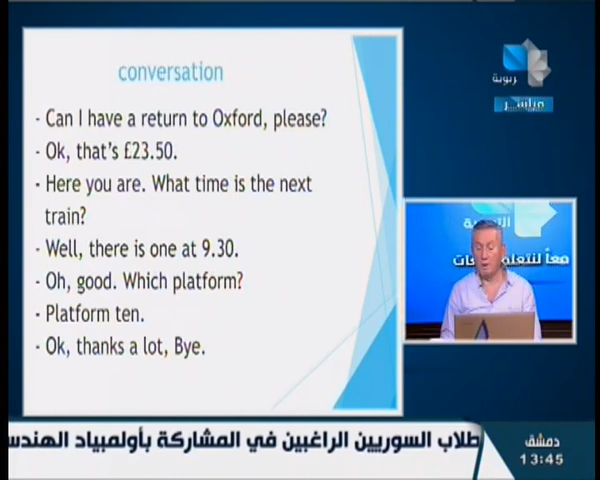 conversation
- Can I have a return to Oxford, please?
- Ok, that's £23.50.
- Here you are. What time is the next
train?
- Well, there is one at 9.30.
- Oh, good. Which platform?
- Platform ten.
- Ok, thanks a lot, Bye.
مباشر
معاً لنتعلم
طلاب السوريين الراغبين في المشاركة بأولمبياد الهندس
دمشق
13:45